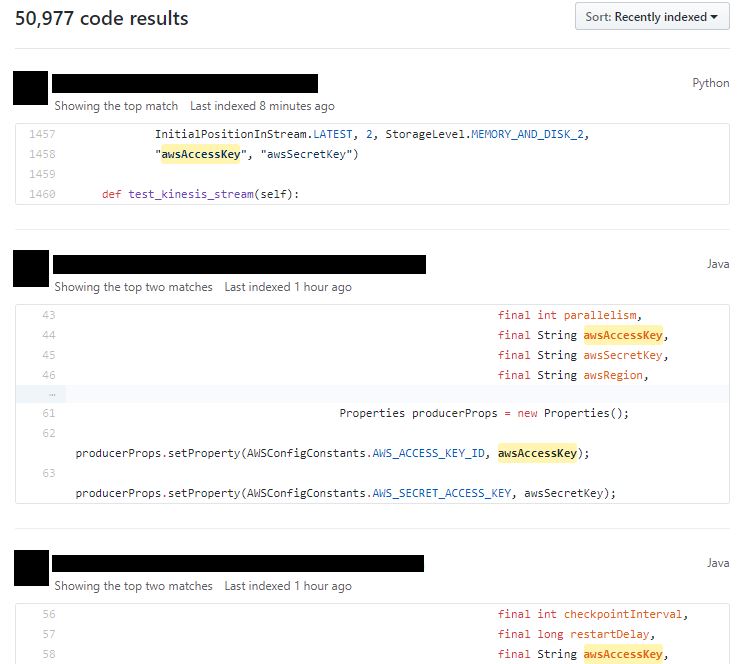 50,977 code results
Sort: Recently indexed
Python
Showing the top match Last indexed 8 minutes ago
1457 InitialPositionInStream.LATEST, 2, StorageLevel.MEMORY_AND_DISK_2,
1458 "awsAccessKey", "awsSecretKey")
1459
1460 def test_kinesis_stream(self):
Java
Showing the top two matches Last indexed 1 hour ago
43 final int parallelism,
44 final String awsAccessKey,
45 final String awsSecretKey,
46 final String awsRegion,
…
61 Properties producerProps = new Properties();
62
producerProps.setProperty(AWSConfigConstants.AWS_ACCESS_KEY_ID, awsAccessKey);
63
producerProps.setProperty(AWSConfigConstants.AWS_SECRET_ACCESS_KEY, awsSecretKey);
Java
Showing the top two matches Last indexed 1 hour ago
56 final int checkpointInterval,
57 final long restartDelay,
58 final String awsAccessKey,